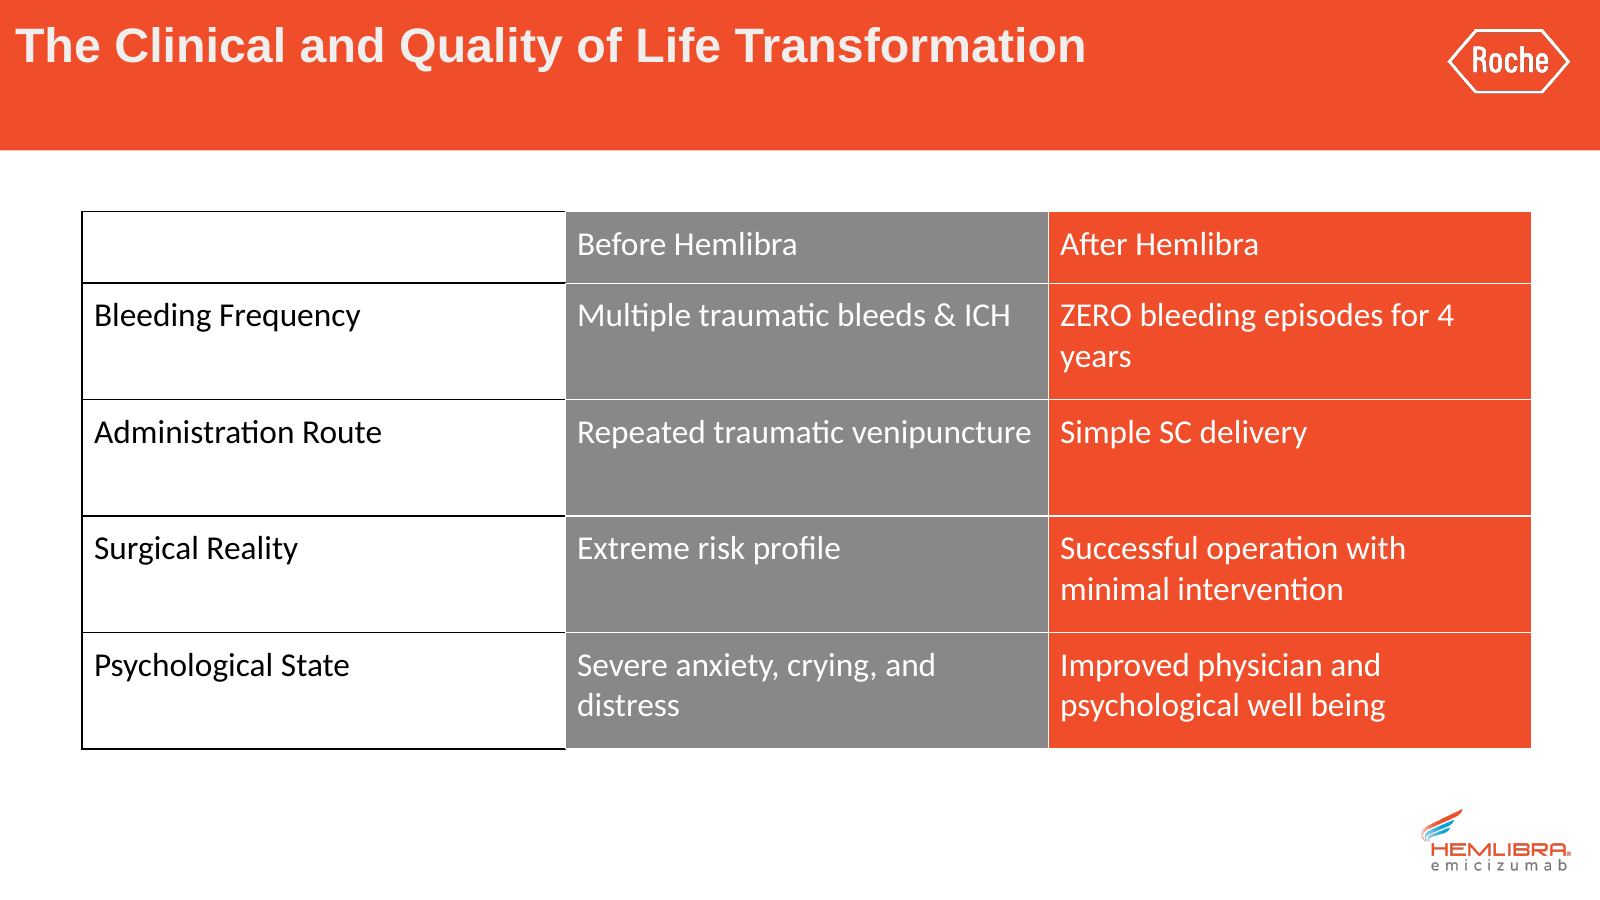 The Clinical and Quality of Life Transformation
Roche
Before Hemlibra
After Hemlibra
Bleeding Frequency
Multiple traumatic bleeds & ICH
ZERO bleeding episodes for 4
years
Administration Route
Repeated traumatic venipuncture
Simple SC delivery
Surgical Reality
Extreme risk profile
Successful operation with
minimal intervention
Psychological State
Severe anxiety, crying, and
distress
Improved physician and
psychological well being
HEMLIBRA®
emicizumab